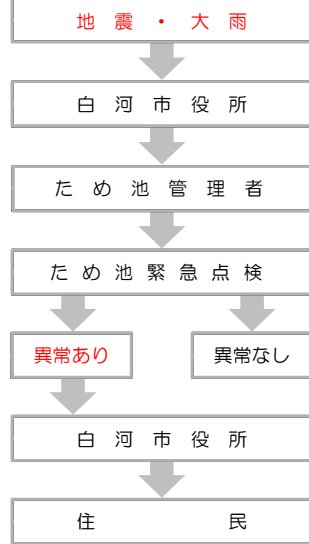 地震・大雨
白河市役所
ため池管理者
ため池緊急点検
異常あり 異常なし
白河市役所
住民